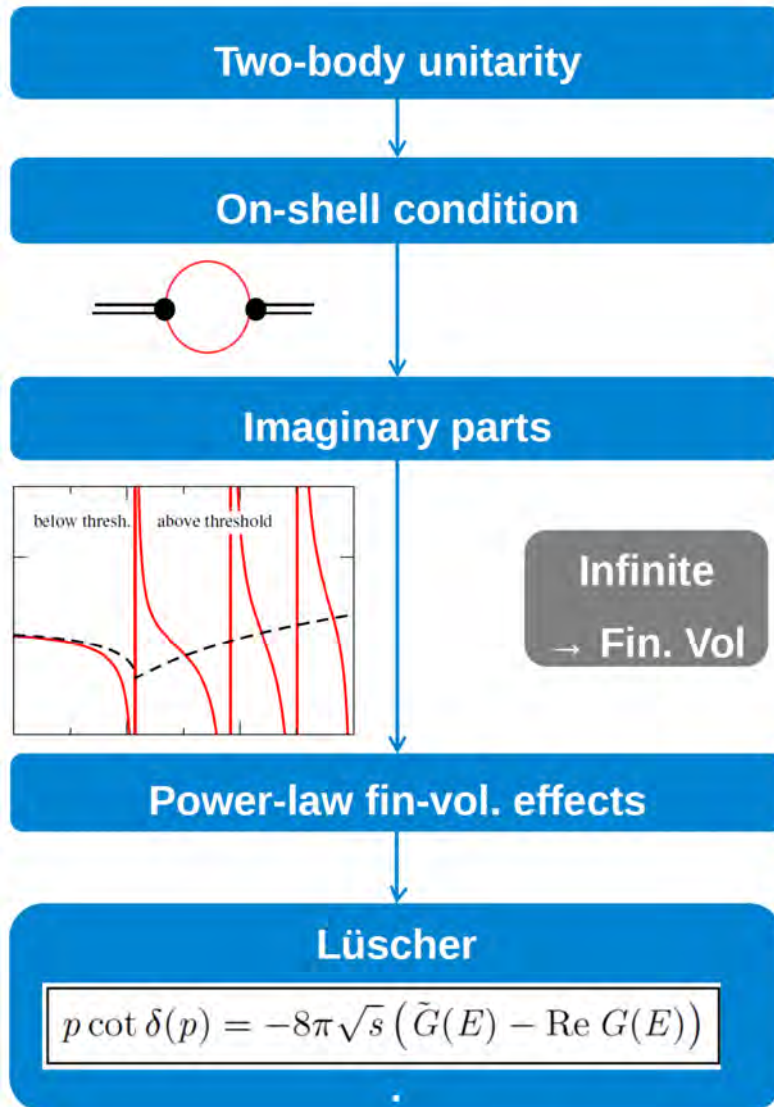 Two-body unitarity
On-shell condition
Imaginary parts
below thresh. above threshold
Infinite
→ Fin. Vol
Power-law fin-vol. effects
Lüscher
p cot δ(p) = −8π√s (G̃(E) − Re G(E))
.